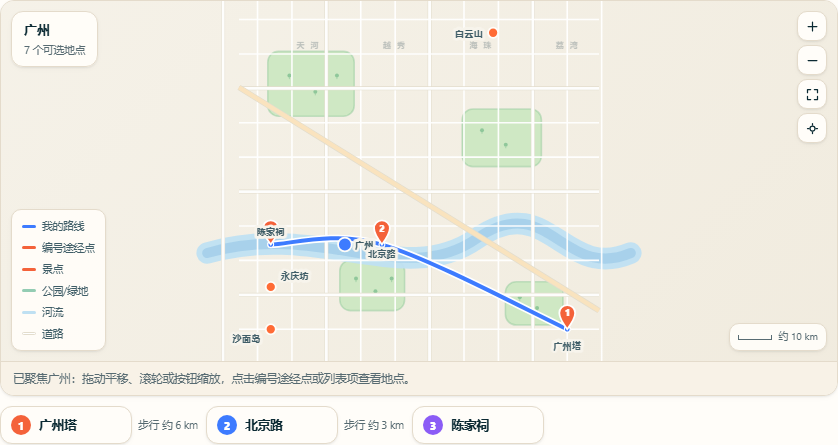 广州
7 个可选地点
白云山
天 河
越 秀
海 珠
荔 湾
+
−
我的路线
编号途经点
景点
公园/绿地
河流
道路
陈家祠
2
广州
北京路
永庆坊
沙面岛
1
广州塔
约 10 km
已聚焦广州：拖动平移、滚轮或按钮缩放，点击编号途经点或列表项查看地点。
1 广州塔 步行 约 6 km 2 北京路 步行 约 3 km 3 陈家祠